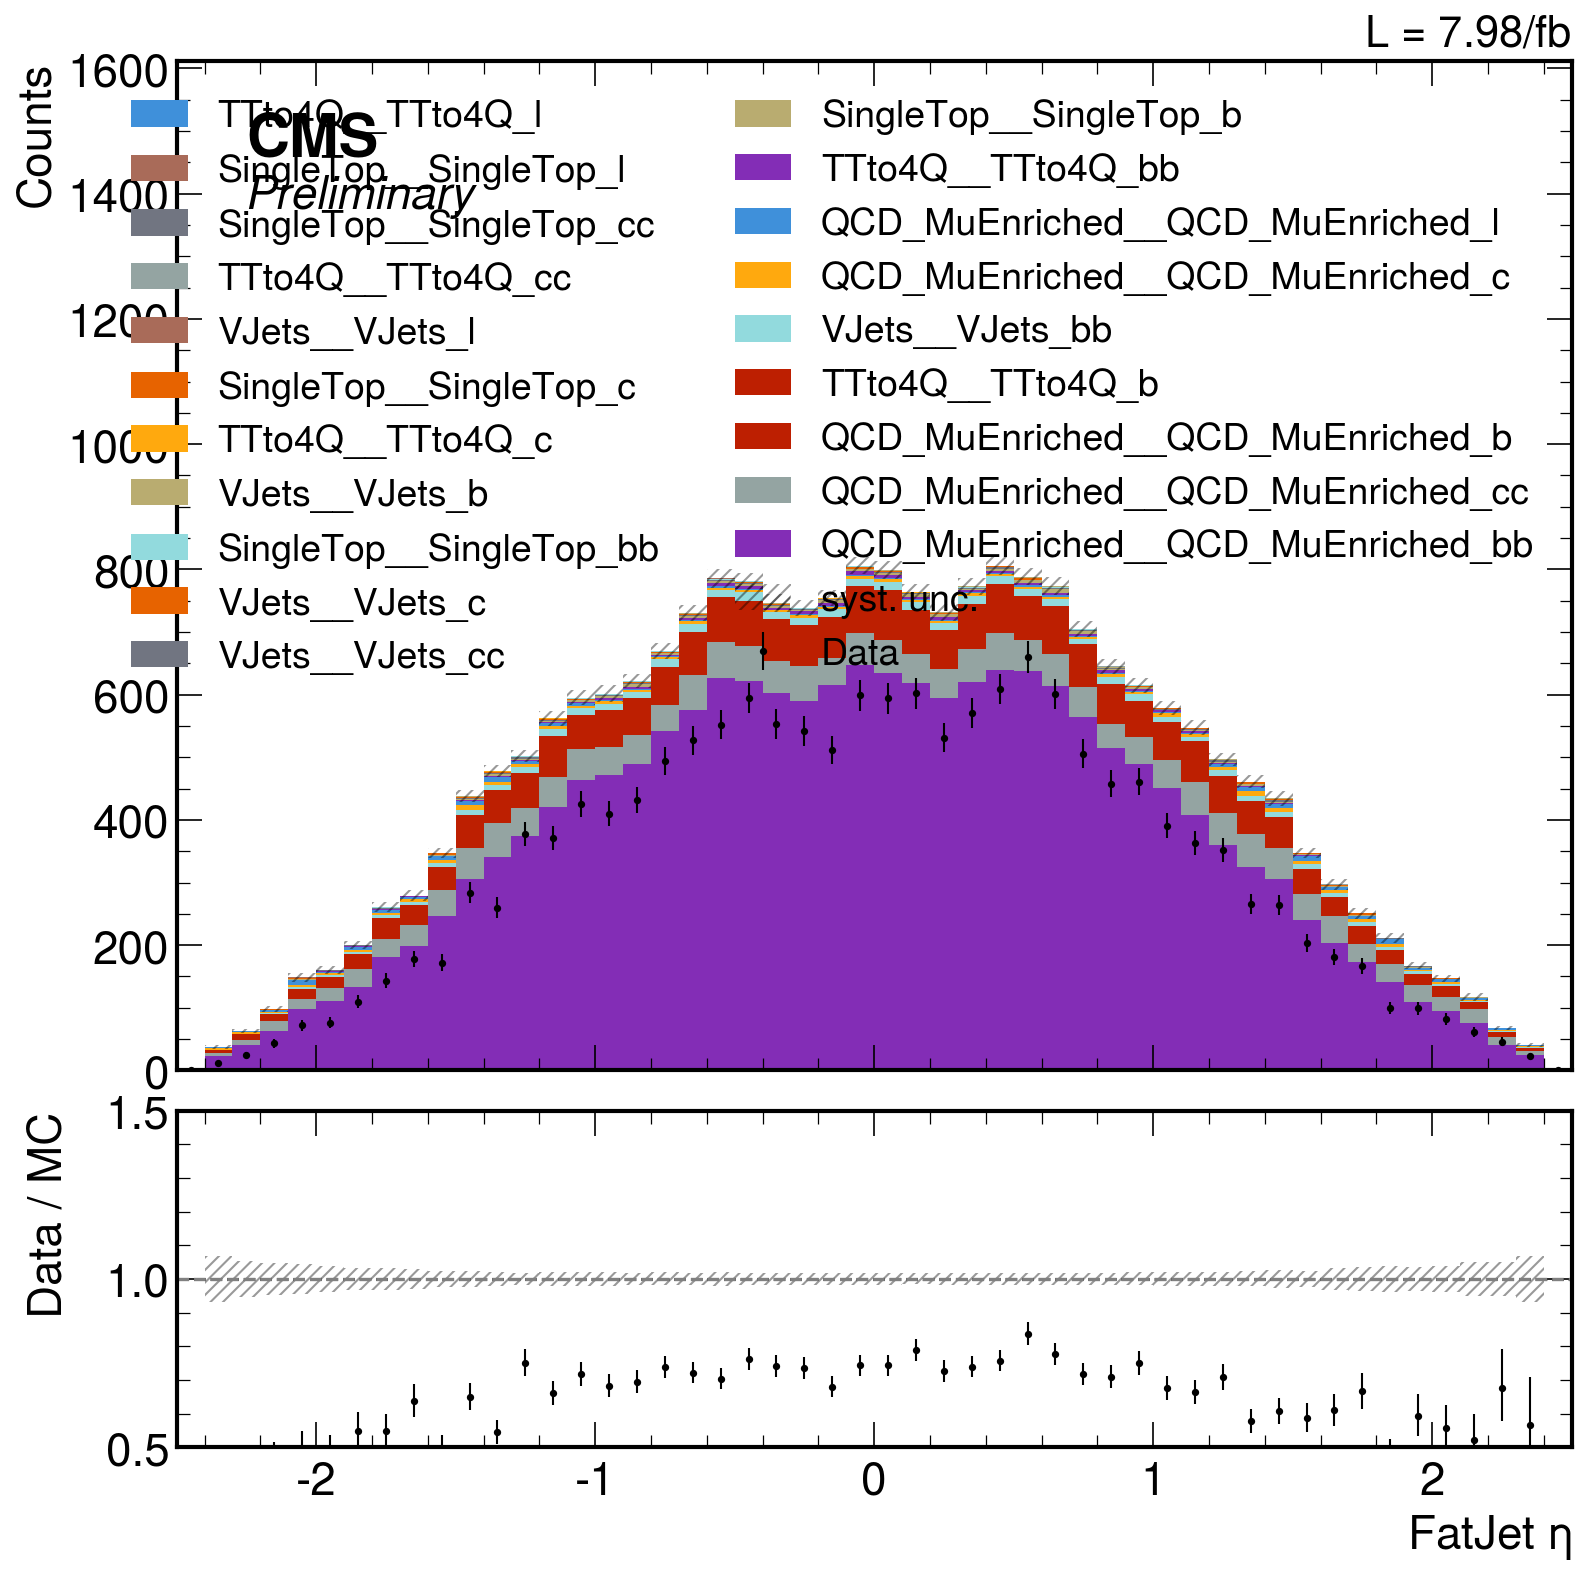 L = 7.98/fb
Counts
1600
1400
1200
1000
800
600
400
200
0
CMS
Preliminary
TTto4Q__TTto4Q_l
SingleTop__SingleTop_l
SingleTop__SingleTop_cc
TTto4Q__TTto4Q_cc
VJets__VJets_l
SingleTop__SingleTop_c
TTto4Q__TTto4Q_c
VJets__VJets_b
SingleTop__SingleTop_bb
VJets__VJets_c
VJets__VJets_cc
SingleTop__SingleTop_b
TTto4Q__TTto4Q_bb
QCD_MuEnriched__QCD_MuEnriched_l
QCD_MuEnriched__QCD_MuEnriched_c
VJets__VJets_bb
TTto4Q__TTto4Q_b
QCD_MuEnriched__QCD_MuEnriched_b
QCD_MuEnriched__QCD_MuEnriched_cc
QCD_MuEnriched__QCD_MuEnriched_bb
syst. unc.
Data
Data / MC
1.5
1.0
0.5
-2 -1 0 1 2
FatJet η